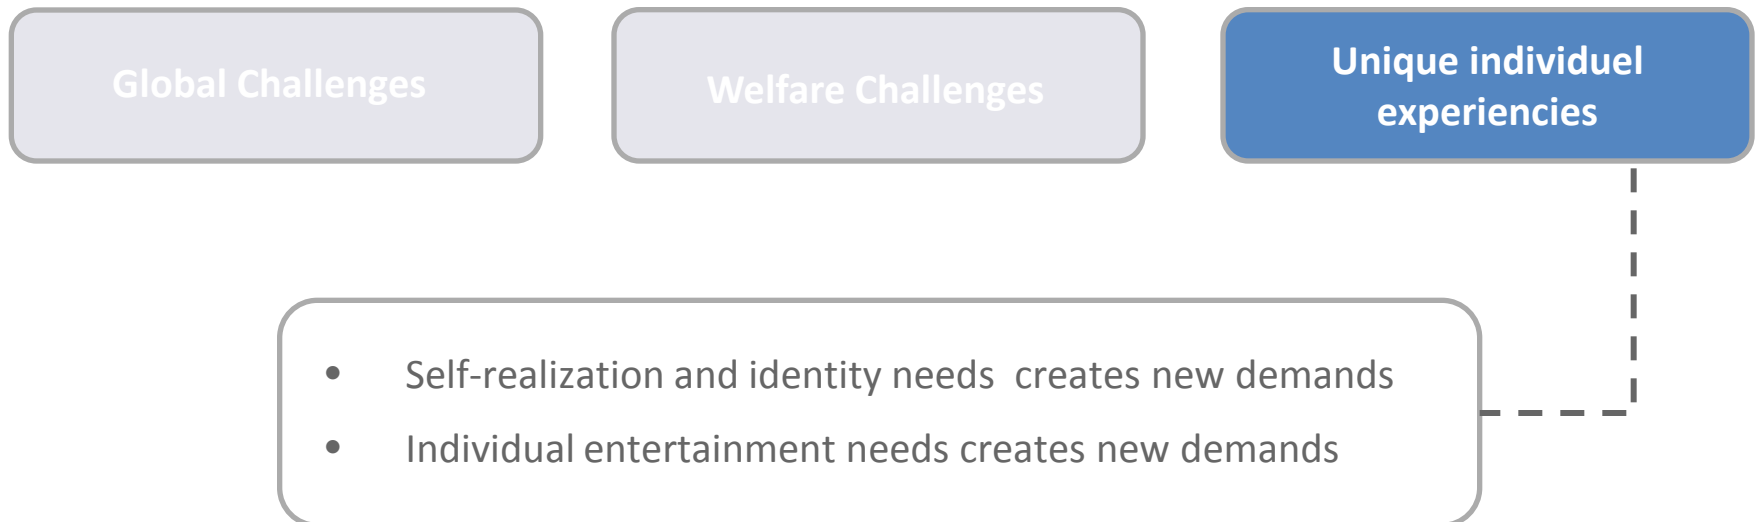 Global Challenges
Welfare Challenges
Unique individuel
experiencies
• Self-realization and identity needs  creates new demands
• Individual entertainment needs creates new demands